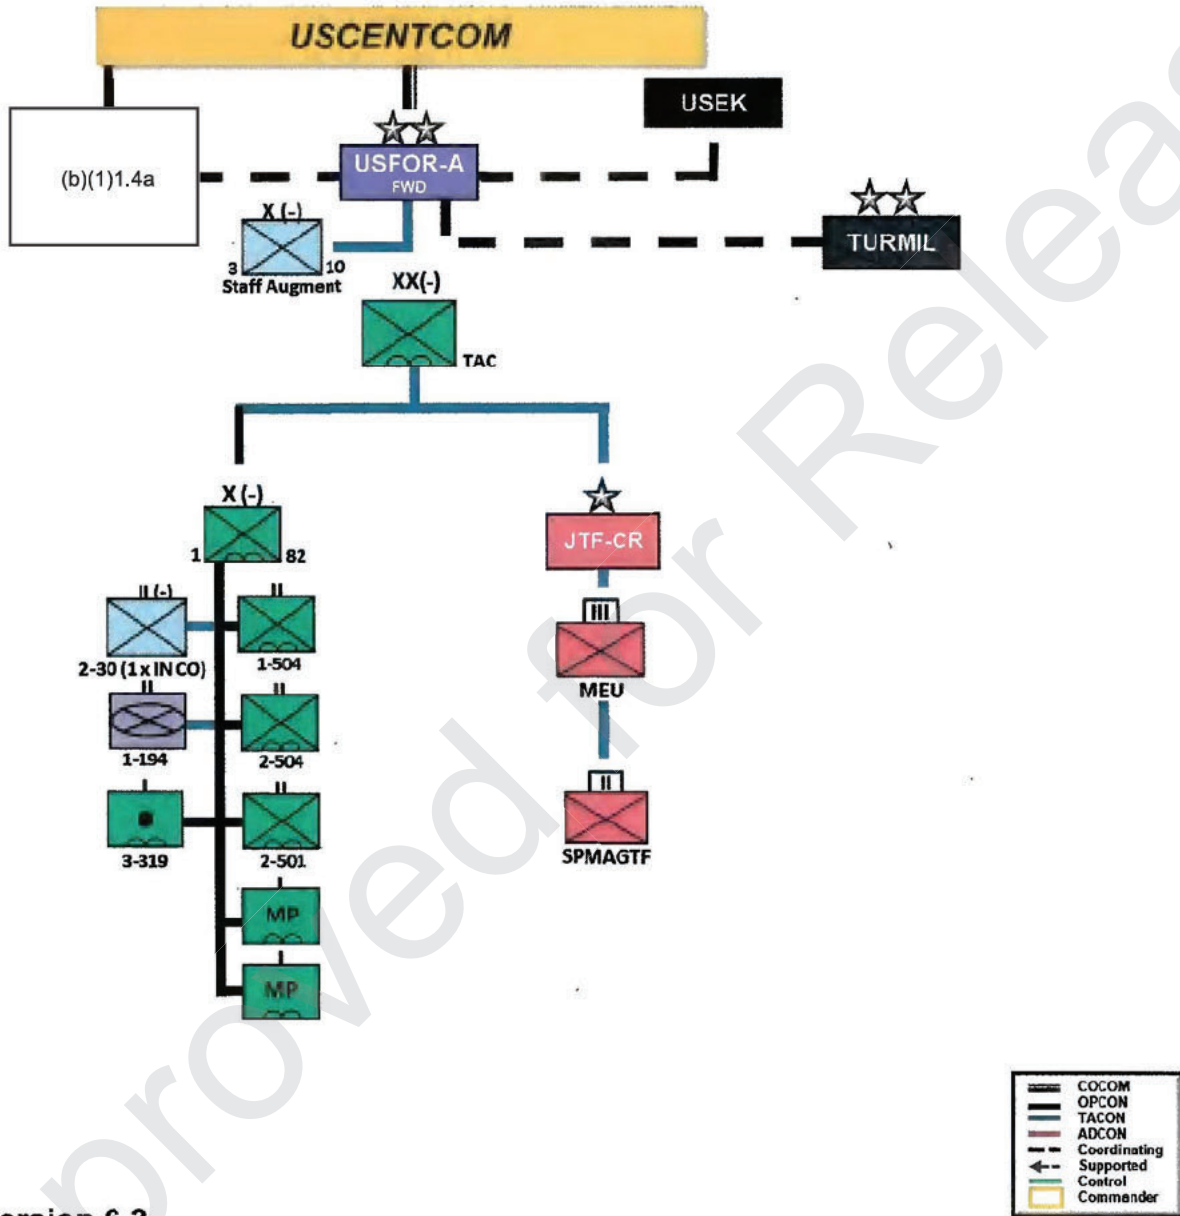 USCENTCOM
USEK
(b)(1)1.4a
USFOR-A
FWD
TURMIL
X (-)
3 10
Staff Augment
XX(-)
TAC
X (-)
1 82
JTF-CR
II (-)
2-30 (1 x IN CO)
II
1-504
III
MEU
II
1-194
II
2-504
II
SPMAGTF
I
3-319
II
2-501
I
MP
I
MP
COCOM
OPCON
TACON
ADCON
Coordinating
Supported
Control
Commander
proved for Relea